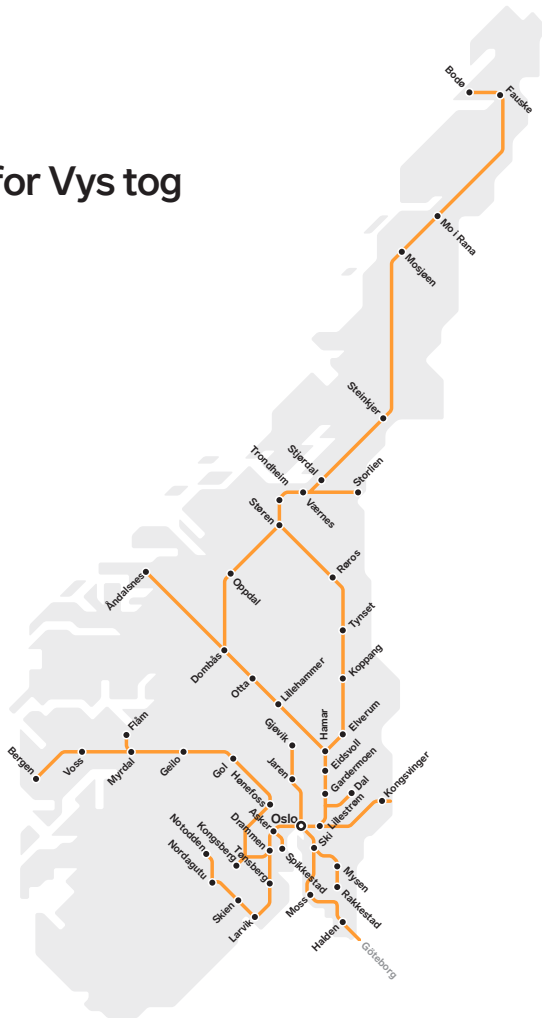 for Vys tog
Bodø
Fauske
Mo i Rana
Mosjøen
Steinkjer
Stjørdal
Trondheim
Værnes
Storlien
Støren
Røros
Oppdal
Åndalsnes
Tynset
Dombås
Otta
Lillehammer
Koppang
Elverum
Hamar
Gjøvik
Eidsvoll
Gardermoen
Jaren
Dal
Kongsvinger
Lillestrøm
Flåm
Bergen
Voss
Myrdal
Geilo
Gol
Hønefoss
Oslo
Asker
Ski
Drammen
Spikkestad
Notodden
Kongsberg
Nordagutu
Tønsberg
Mysen
Rakkestad
Moss
Skien
Larvik
Halden
Göteborg